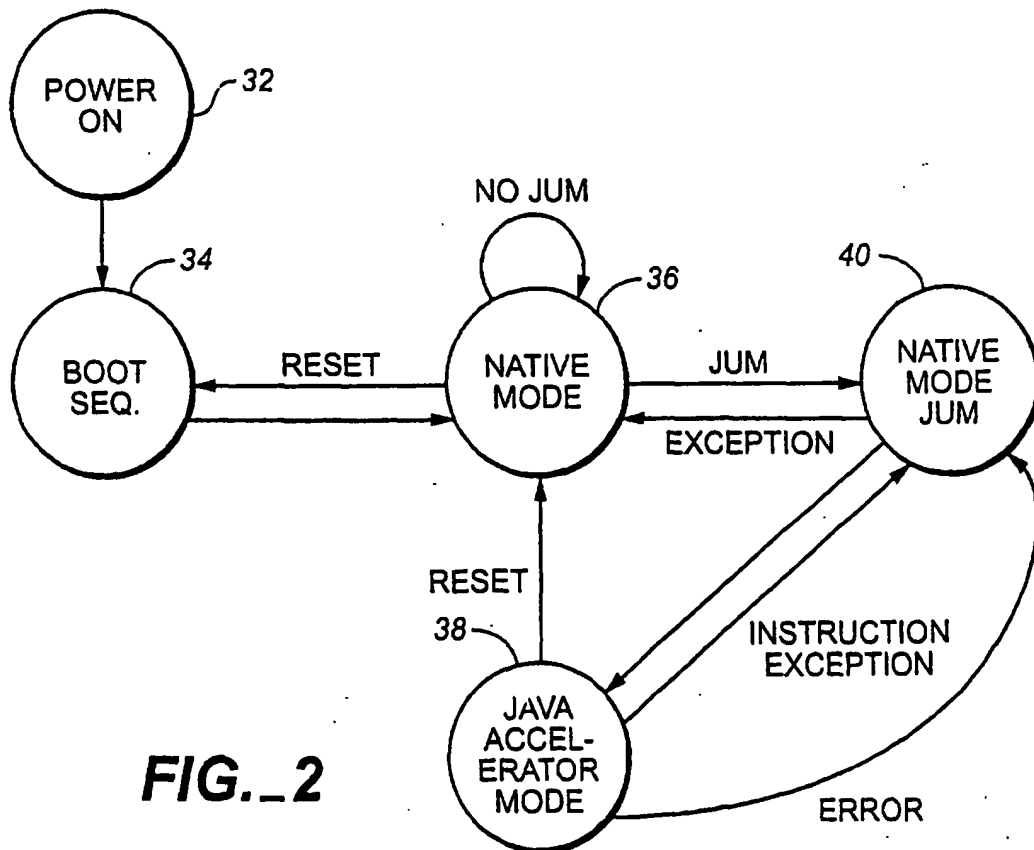 POWER
ON
32
34
BOOT
SEQ.
RESET
NO JUM
36
NATIVE
MODE
JUM
EXCEPTION
40
NATIVE
MODE
JUM
RESET
38
INSTRUCTION
EXCEPTION
JAVA
ACCEL-
ERATOR
MODE
ERROR
FIG._2